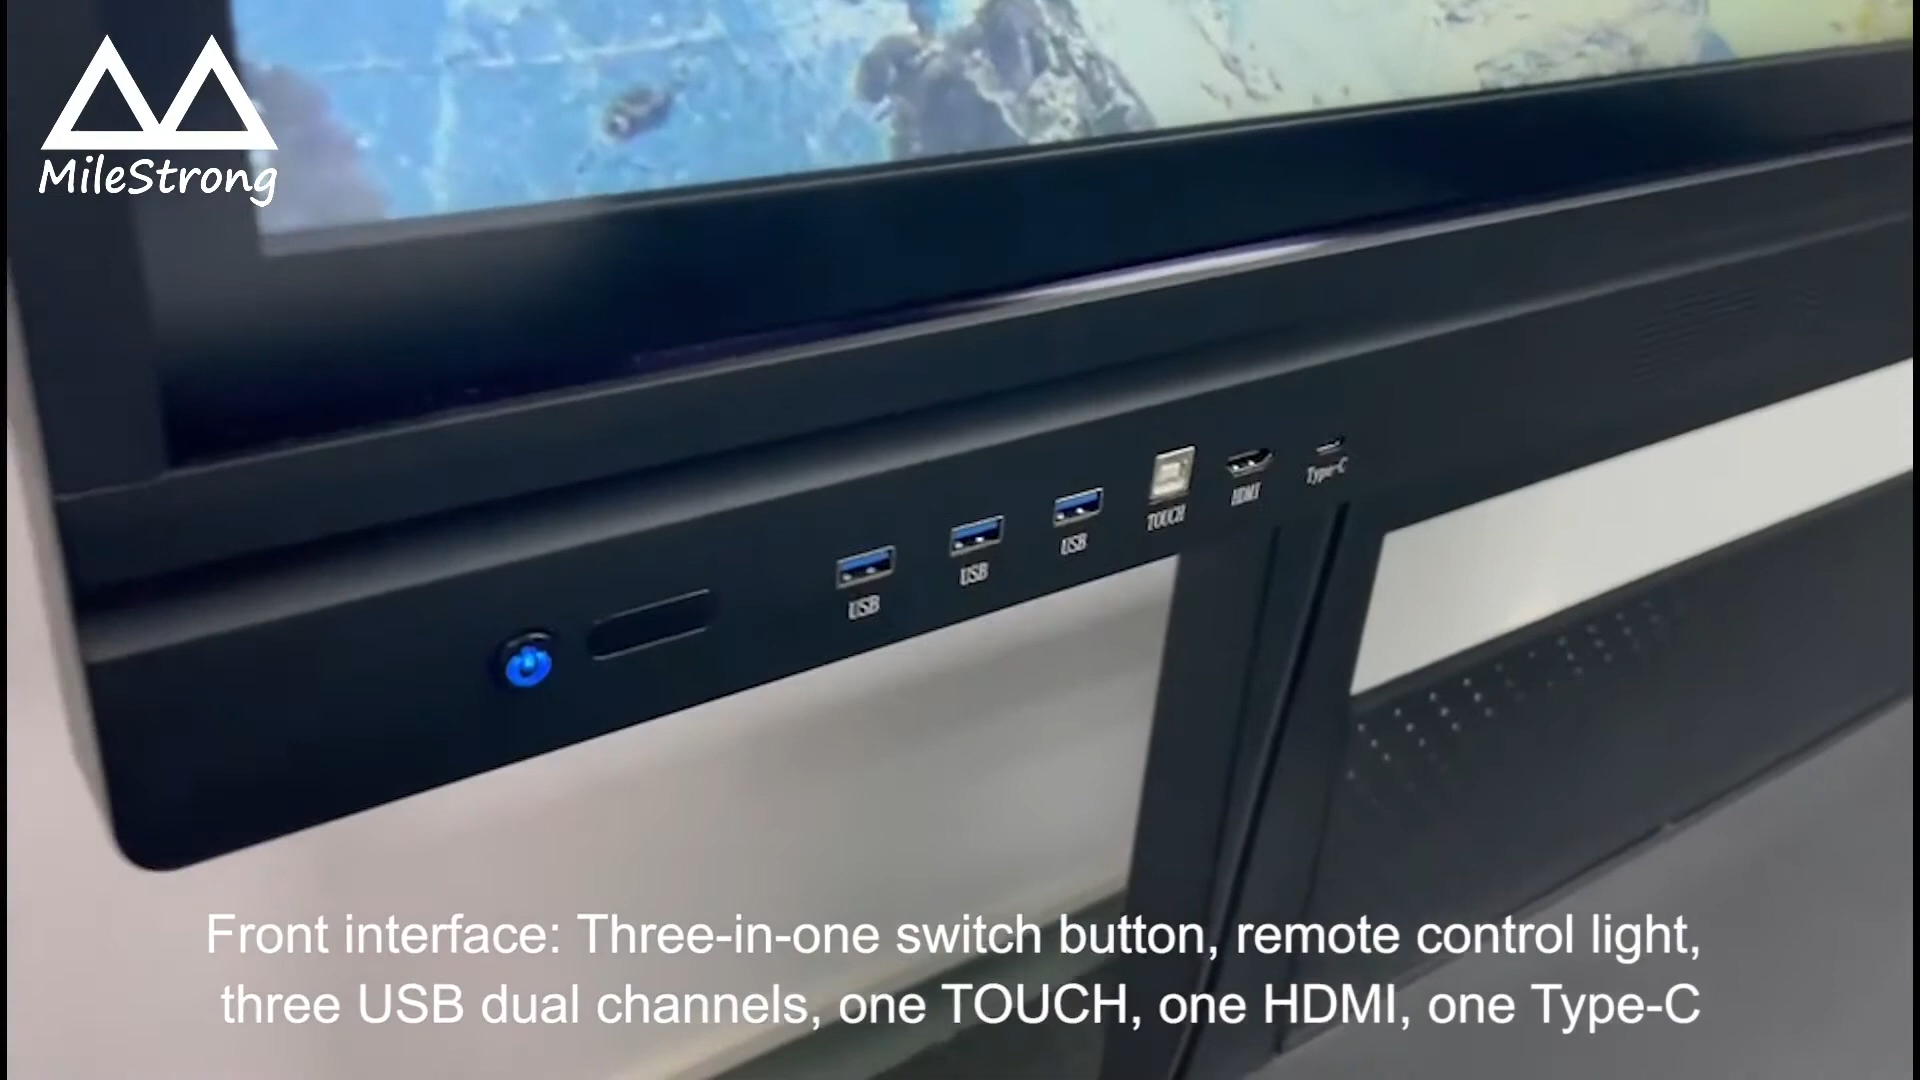 MileStrong
USB
USB
USB
TOUCH
HDMI
Type-C
Front interface: Three-in-one switch button, remote control light,
three USB dual channels, one TOUCH, one HDMI, one Type-C